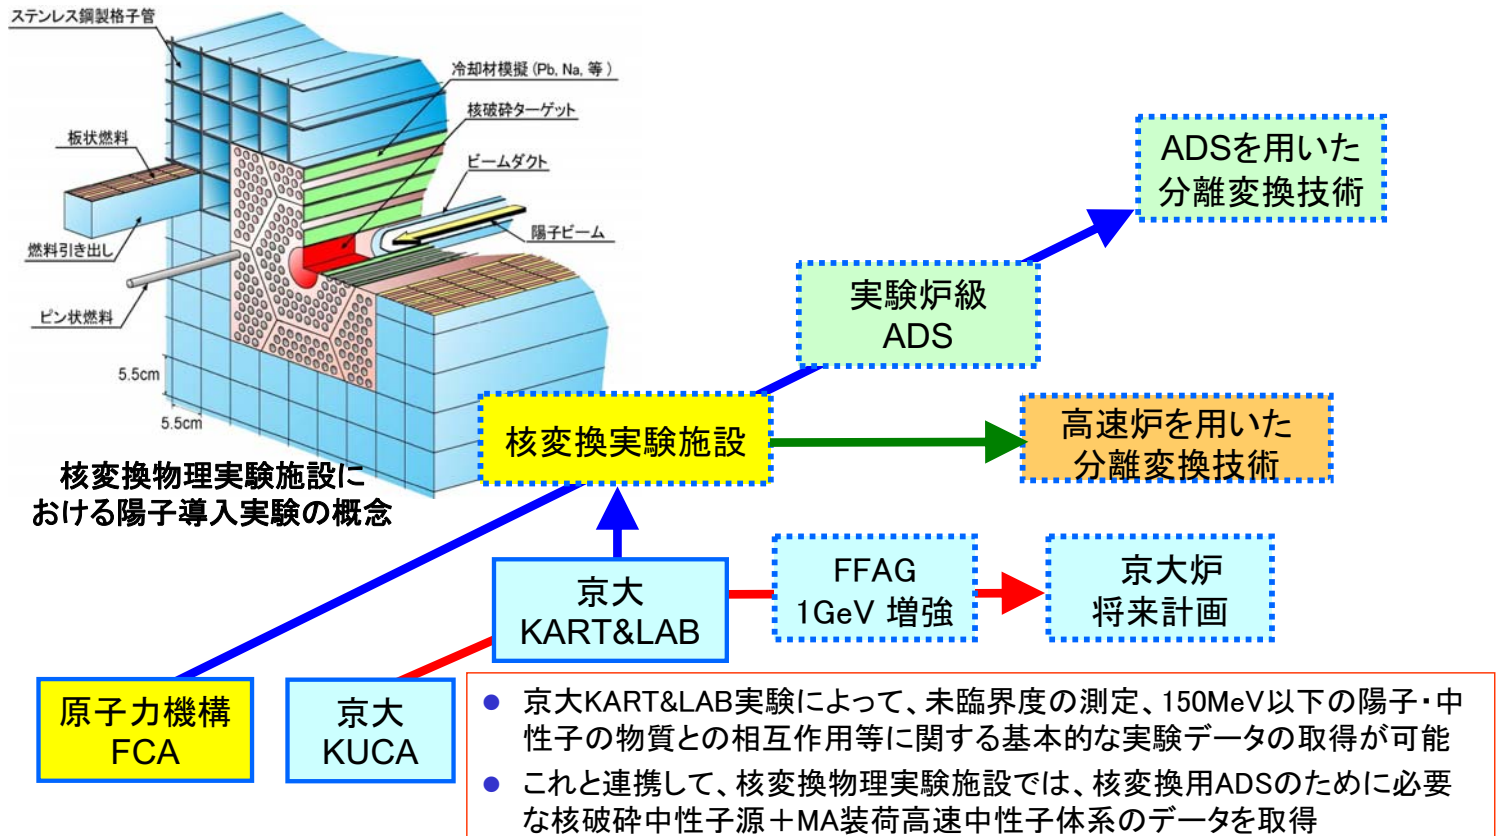 ステンレス鋼製格子管
冷却材模擬(Pb, Na, 等)
核破砕ターゲット
板状燃料
ビームダクト
陽子ビーム
燃料引き出し
ピン状燃料
5.5cm
5.5cm
核変換物理実験施設に
おける陽子導入実験の概念
ADSを用いた
分離変換技術
実験炉級
ADS
核変換実験施設
高速炉を用いた
分離変換技術
京大
KART&LAB
FFAG
1GeV 増強
京大炉
将来計画
原子力機構
FCA
京大
KUCA
● 京大KART&LAB実験によって、未臨界度の測定、150MeV以下の陽子・中
性子の物質との相互作用等に関する基本的な実験データの取得が可能
● これと連携して、核変換物理実験施設では、核変換用ADSのために必要
な核破砕中性子源＋MA装荷高速中性子体系のデータを取得